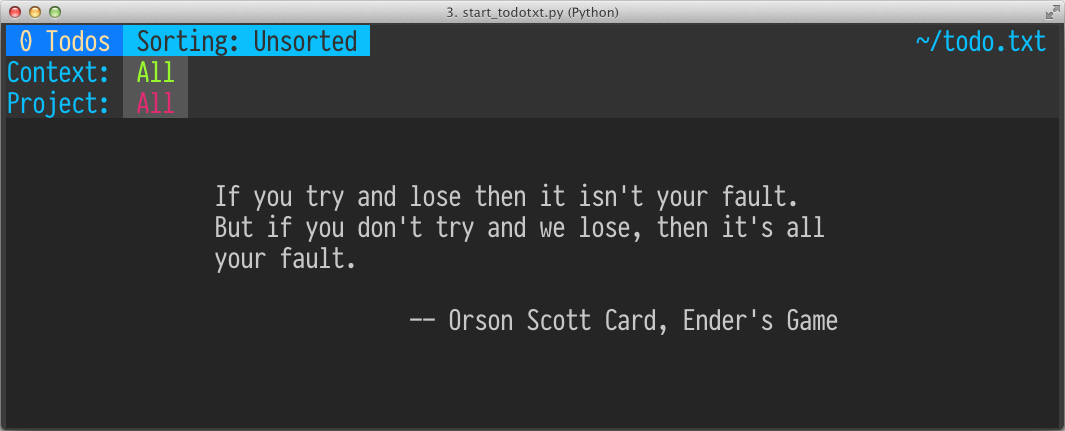 3. start_todotxt.py (Python)
0 Todos Sorting: Unsorted ~/todo.txt
Context: All
Project: All
If you try and lose then it isn't your fault.
But if you don't try and we lose, then it's all
your fault.
-- Orson Scott Card, Ender's Game